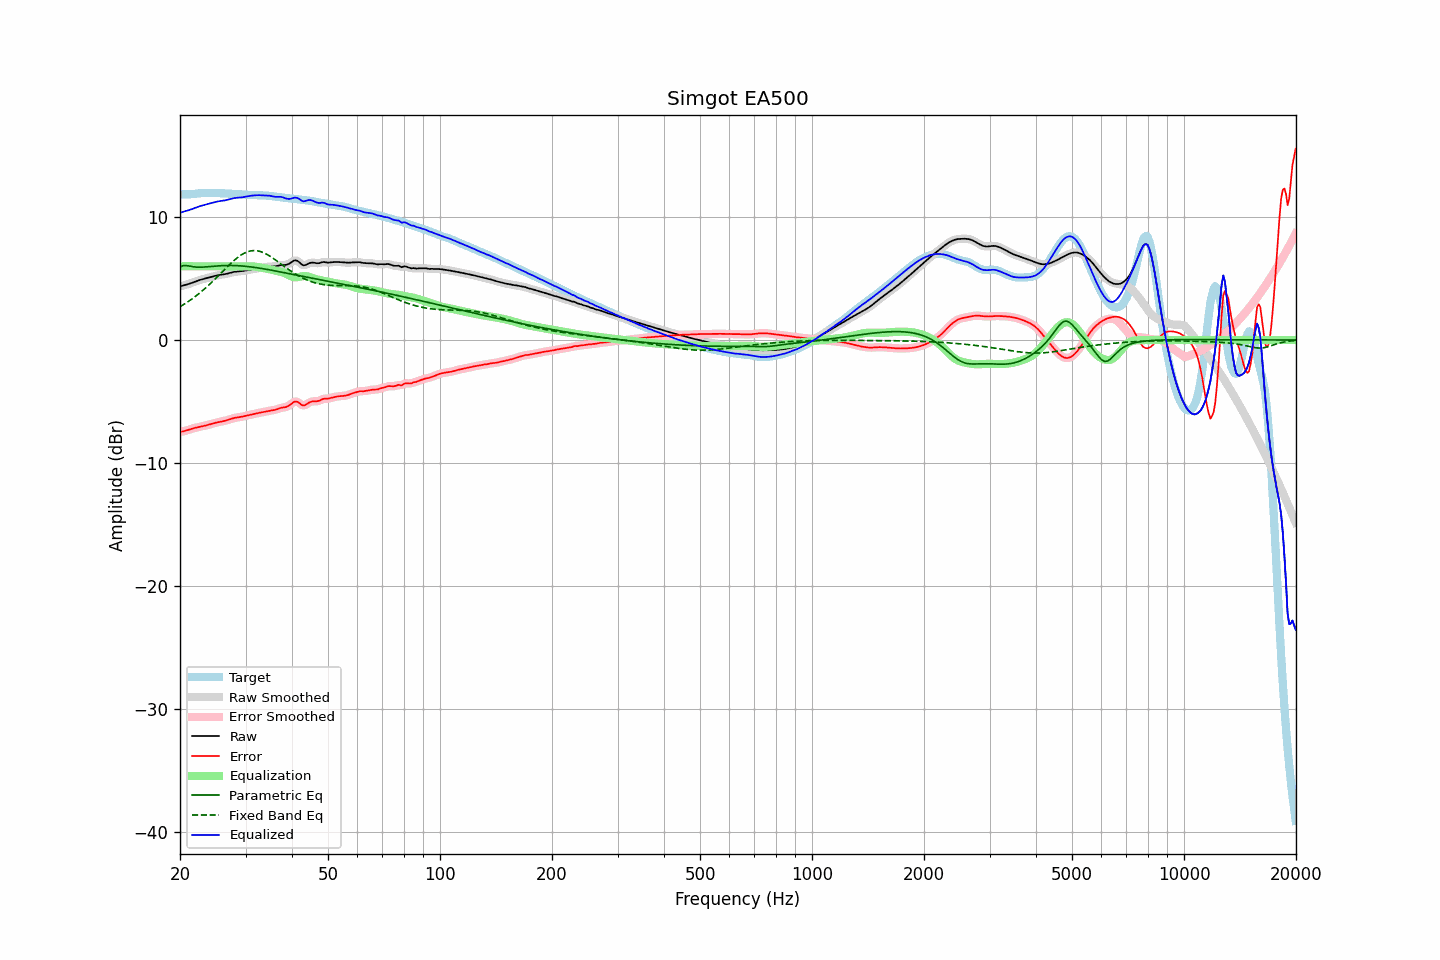 Simgot EA500
Amplitude (dBr)
10
0
−10
−20
−30
−40
Target
Raw Smoothed
Error Smoothed
Raw
Error
Equalization
Parametric Eq
Fixed Band Eq
Equalized
20 50 100 200 500 1000 2000 5000 10000 20000
Frequency (Hz)